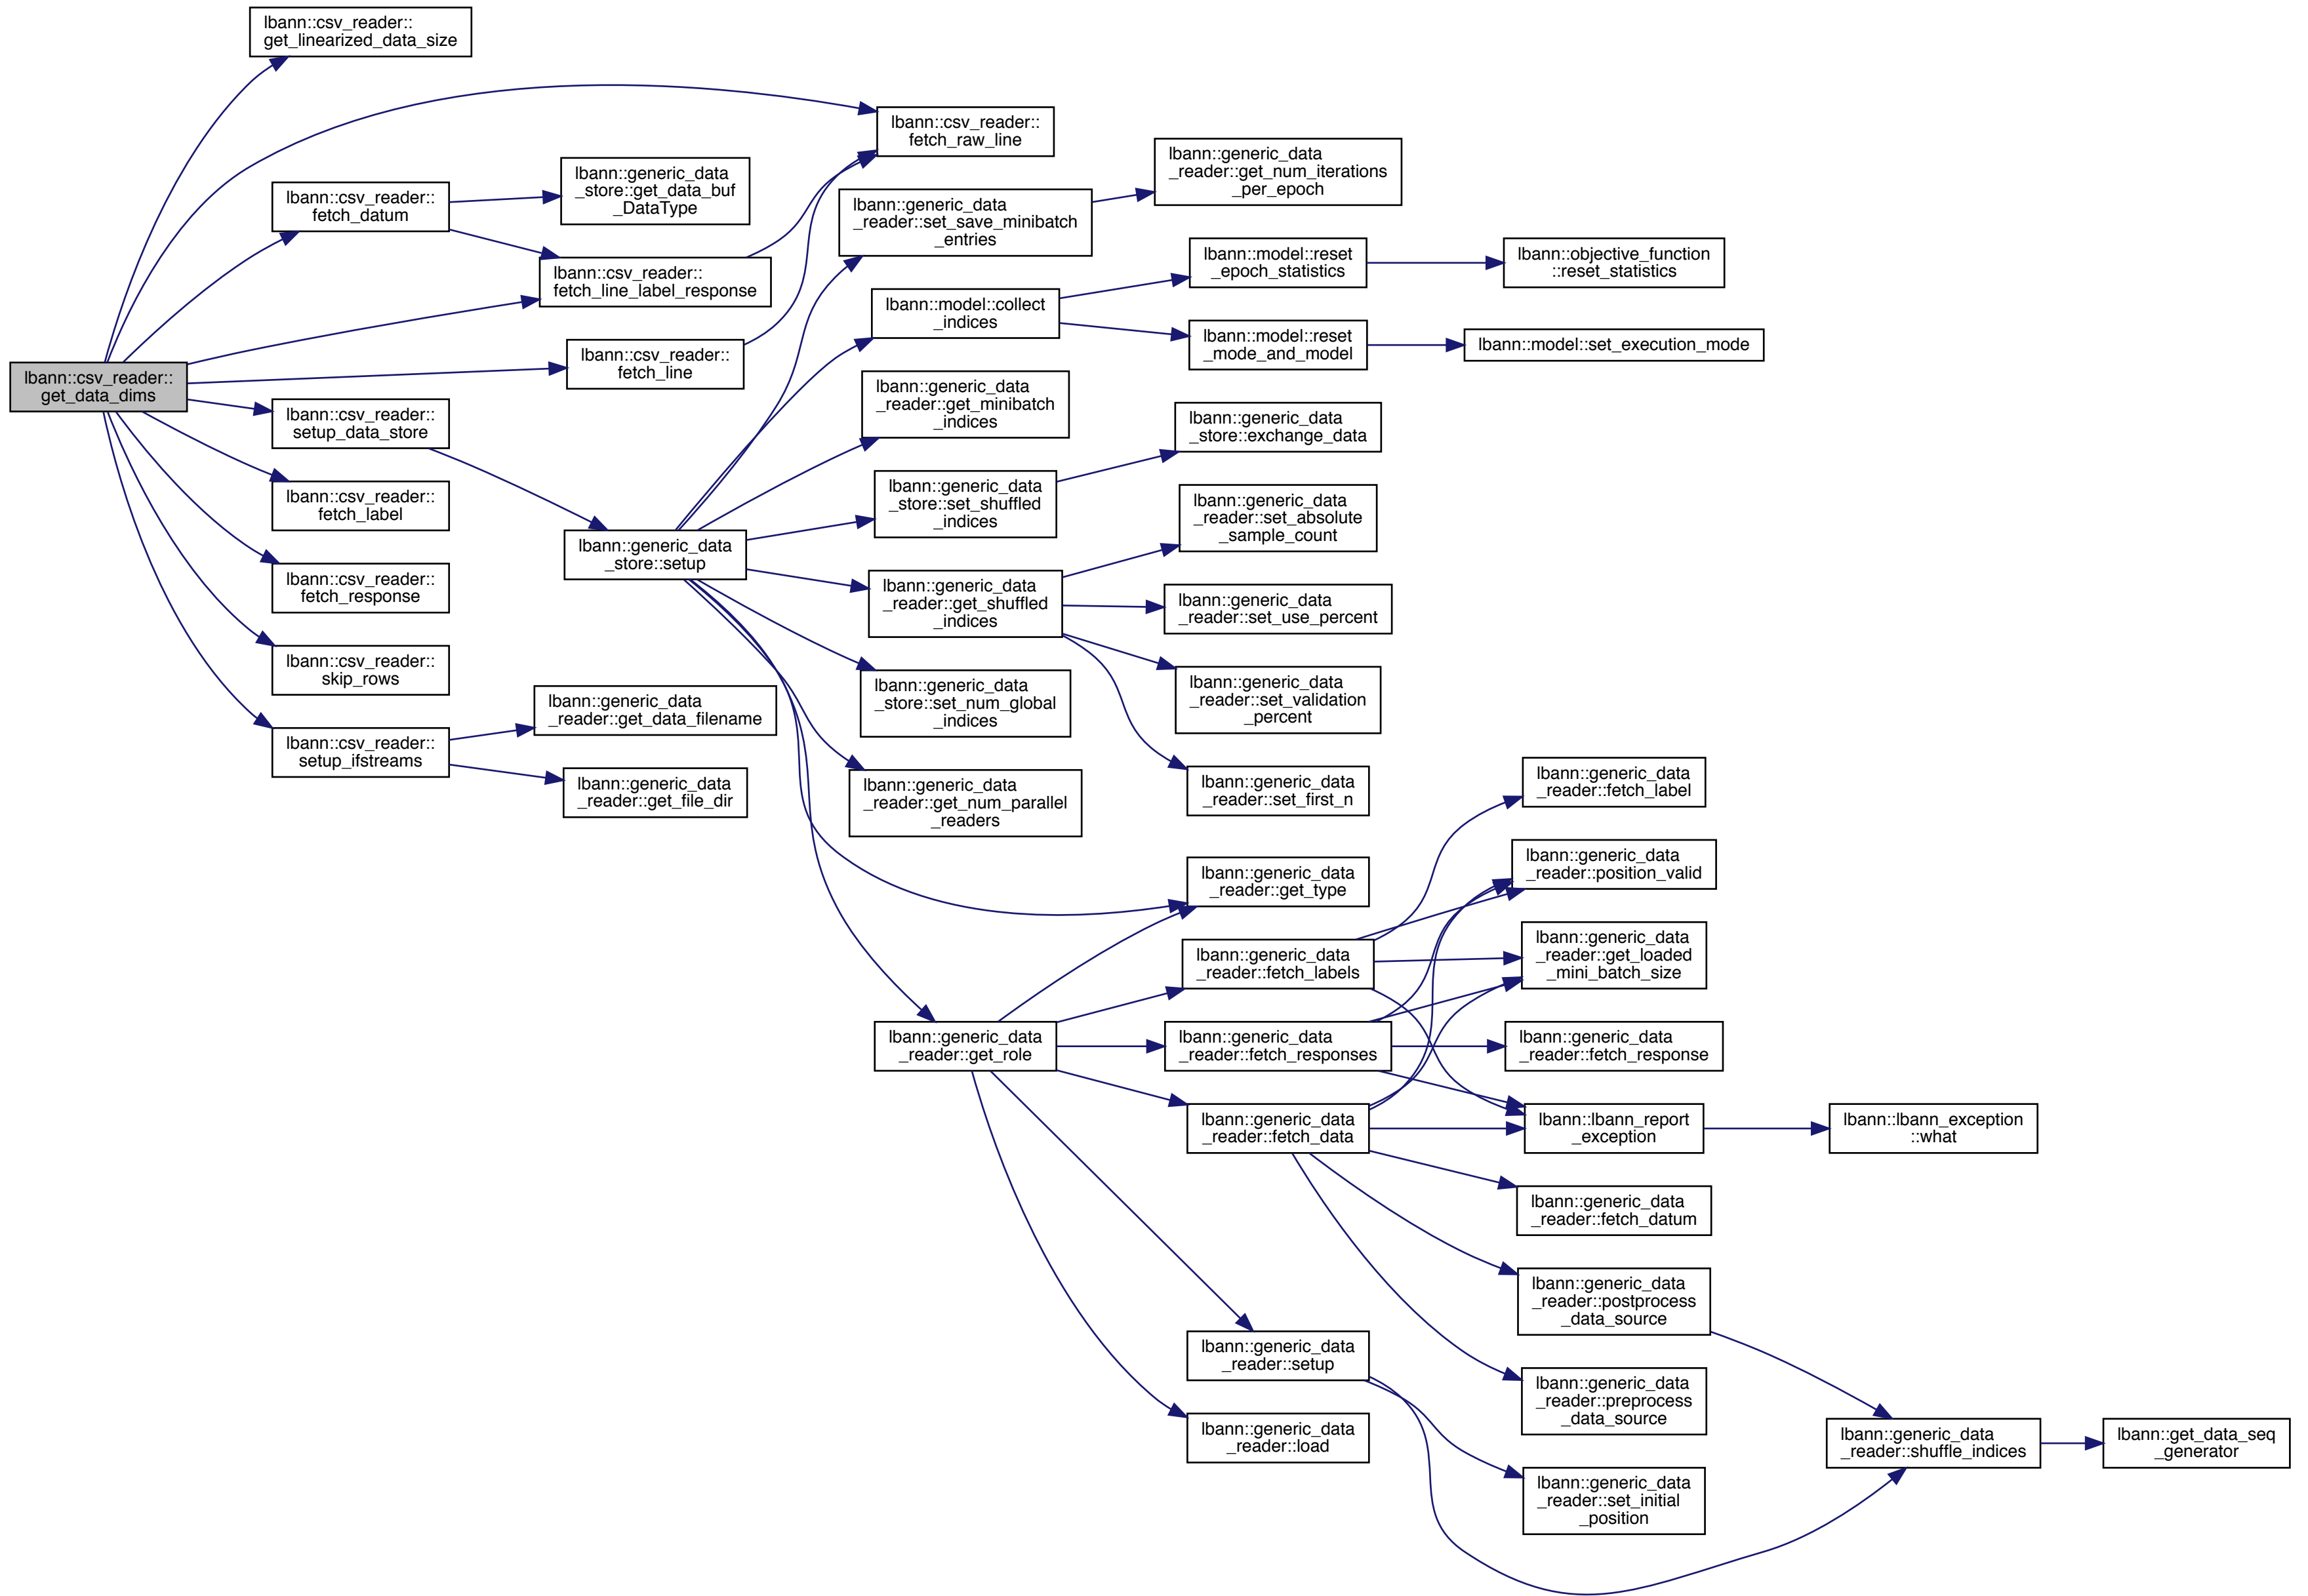 lbann::csv_reader::
get_data_dims
lbann::csv_reader::
get_linearized_data_size
lbann::csv_reader::
fetch_raw_line
lbann::csv_reader::
fetch_datum
lbann::generic_data
_store::get_data_buf
_DataType
lbann::csv_reader::
fetch_line_label_response
lbann::csv_reader::
fetch_line
lbann::csv_reader::
setup_data_store
lbann::csv_reader::
fetch_label
lbann::csv_reader::
fetch_response
lbann::csv_reader::
skip_rows
lbann::csv_reader::
setup_ifstreams
lbann::generic_data
_reader::get_data_filename
lbann::generic_data
_reader::get_file_dir
lbann::generic_data
_store::setup
lbann::generic_data
_reader::set_save_minibatch
_entries
lbann::generic_data
_reader::get_num_iterations
_per_epoch
lbann::model::collect
_indices
lbann::model::reset
_epoch_statistics
lbann::objective_function
::reset_statistics
lbann::model::reset
_mode_and_model
lbann::model::set_execution_mode
lbann::generic_data
_reader::get_minibatch
_indices
lbann::generic_data
_store::set_shuffled
_indices
lbann::generic_data
_store::exchange_data
lbann::generic_data
_reader::get_shuffled
_indices
lbann::generic_data
_reader::set_absolute
_sample_count
lbann::generic_data
_reader::set_use_percent
lbann::generic_data
_reader::set_validation
_percent
lbann::generic_data
_reader::set_first_n
lbann::generic_data
_store::set_num_global
_indices
lbann::generic_data
_reader::get_num_parallel
_readers
lbann::generic_data
_reader::get_type
lbann::generic_data
_reader::get_role
lbann::generic_data
_reader::fetch_labels
lbann::generic_data
_reader::fetch_responses
lbann::generic_data
_reader::fetch_data
lbann::generic_data
_reader::setup
lbann::generic_data
_reader::load
lbann::generic_data
_reader::fetch_label
lbann::generic_data
_reader::position_valid
lbann::generic_data
_reader::get_loaded
_mini_batch_size
lbann::generic_data
_reader::fetch_response
lbann::lbann_report
_exception
lbann::lbann_exception
::what
lbann::generic_data
_reader::fetch_datum
lbann::generic_data
_reader::postprocess
_data_source
lbann::generic_data
_reader::preprocess
_data_source
lbann::generic_data
_reader::set_initial
_position
lbann::generic_data
_reader::shuffle_indices
lbann::get_data_seq
_generator